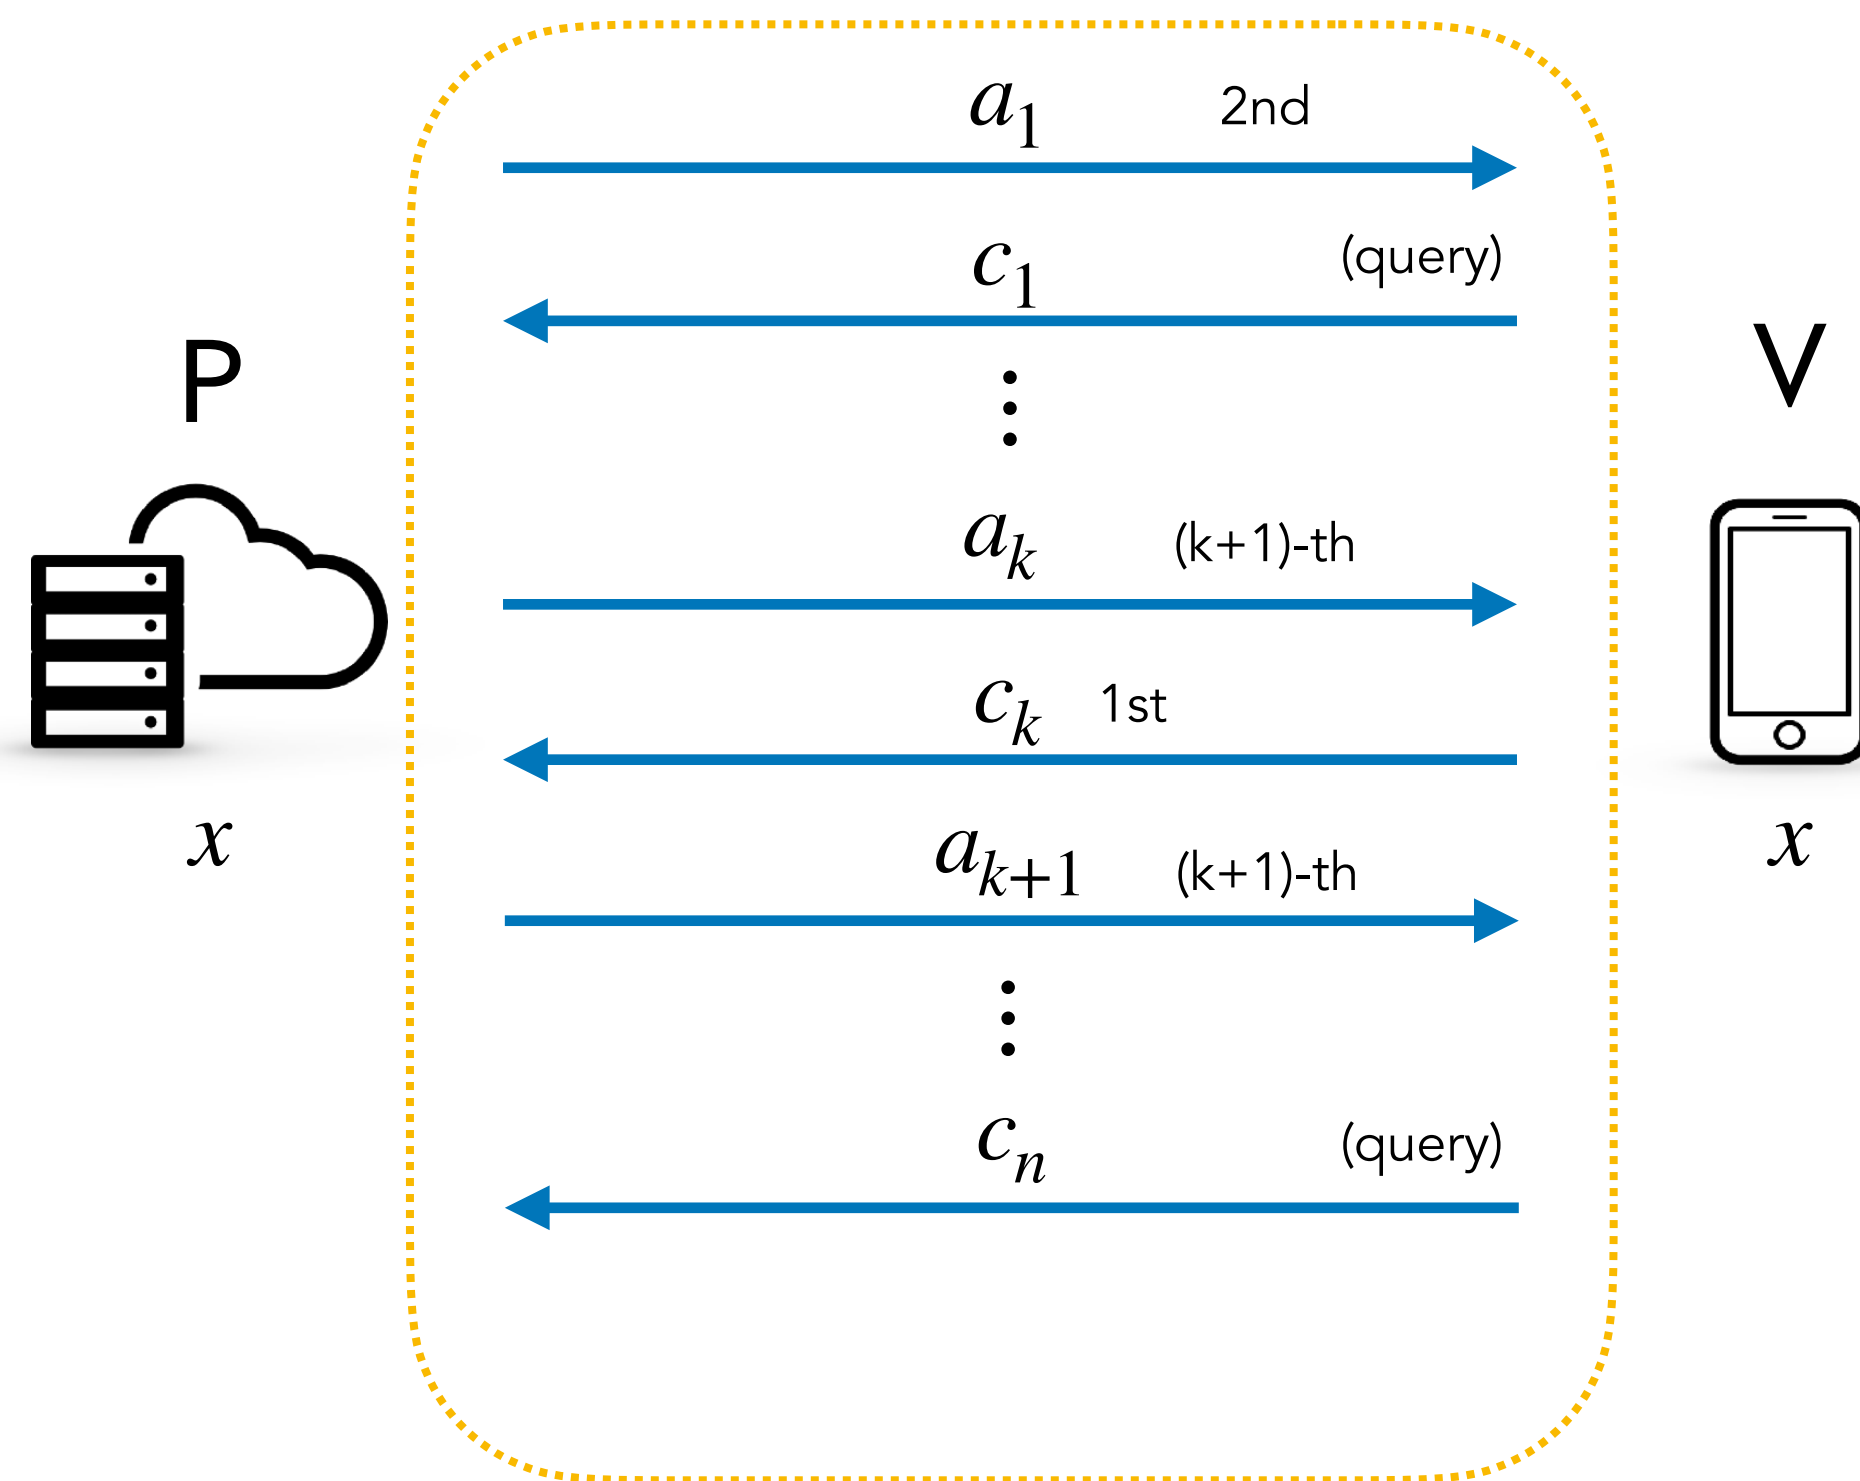 a₁ 2nd
c₁ (query)
P
V
⋮
aₖ (k+1)-th
cₖ 1st
x
x
aₖ₊₁ (k+1)-th
⋮
cₙ (query)